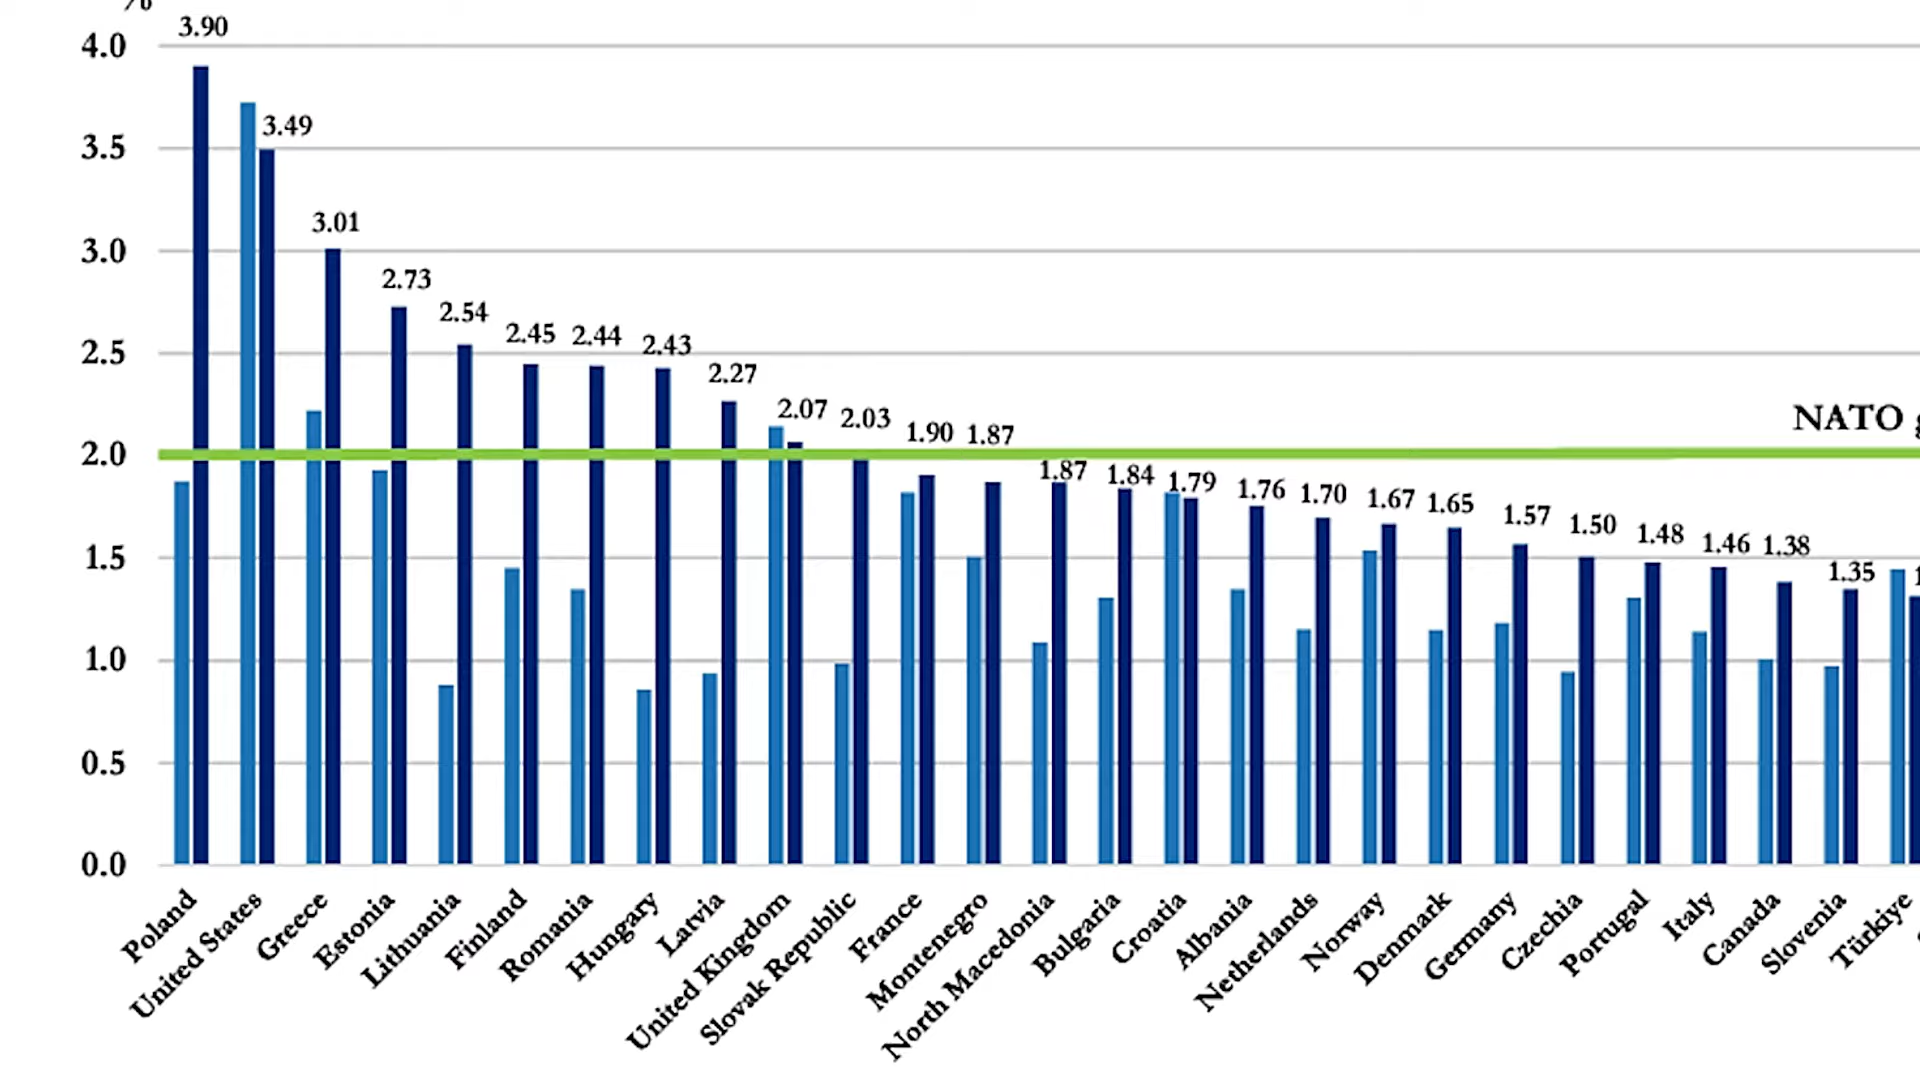 %
4.0
3.5
3.0
2.5
2.0
1.5
1.0
0.5
0.0
3.90
3.49
3.01
2.73
2.54
2.45
2.44
2.43
2.27
2.07
2.03
1.90
1.87
1.87
1.84
1.79
1.76
1.70
1.67
1.65
1.57
1.50
1.48
1.46
1.38
1.35
NATO
Poland
United States
Greece
Estonia
Lithuania
Finland
Romania
Hungary
Latvia
United Kingdom
Slovak Republic
France
Montenegro
North Macedonia
Bulgaria
Croatia
Albania
Netherlands
Norway
Denmark
Germany
Czechia
Portugal
Italy
Canada
Slovenia
Türkiye